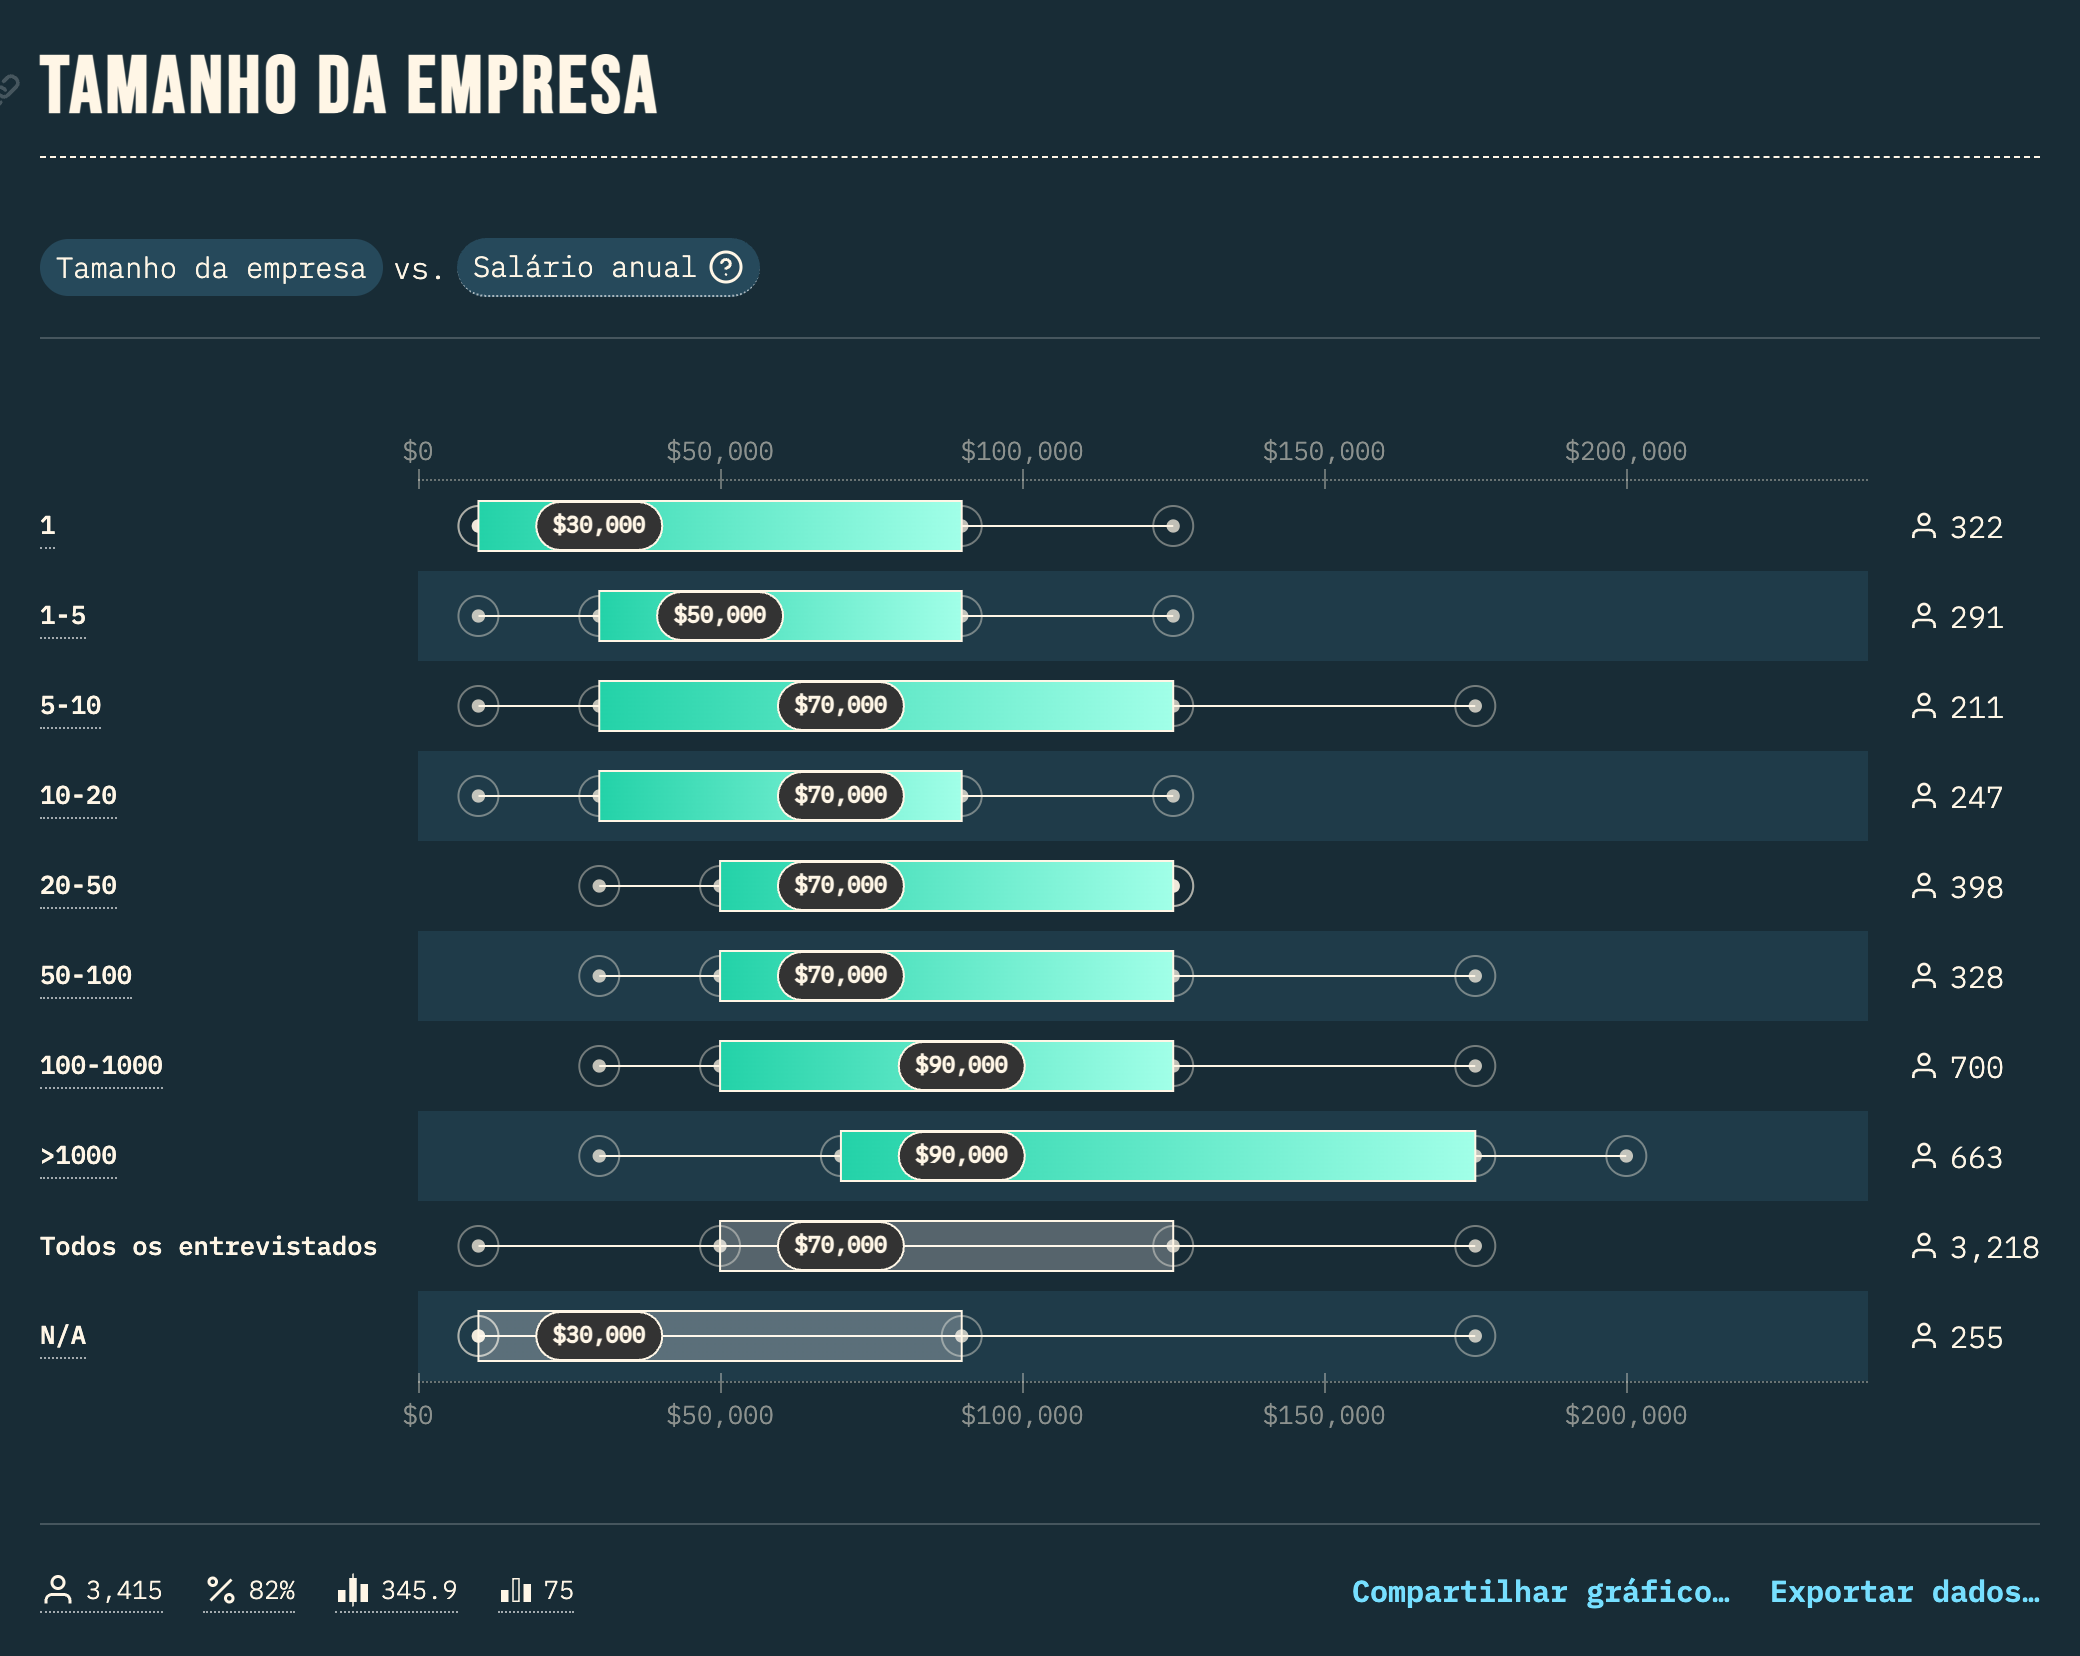 TAMANHO DA EMPRESA
Tamanho da empresa vs. Salário anual ?
$0 $50,000 $100,000 $150,000 $200,000
1 $30,000 322
1-5 $50,000 291
5-10 $70,000 211
10-20 $70,000 247
20-50 $70,000 398
50-100 $70,000 328
100-1000 $90,000 700
>1000 $90,000 663
Todos os entrevistados $70,000 3,218
N/A $30,000 255
$0 $50,000 $100,000 $150,000 $200,000
3,415 82% 345.9 75 Compartilhar gráfico… Exportar dados…